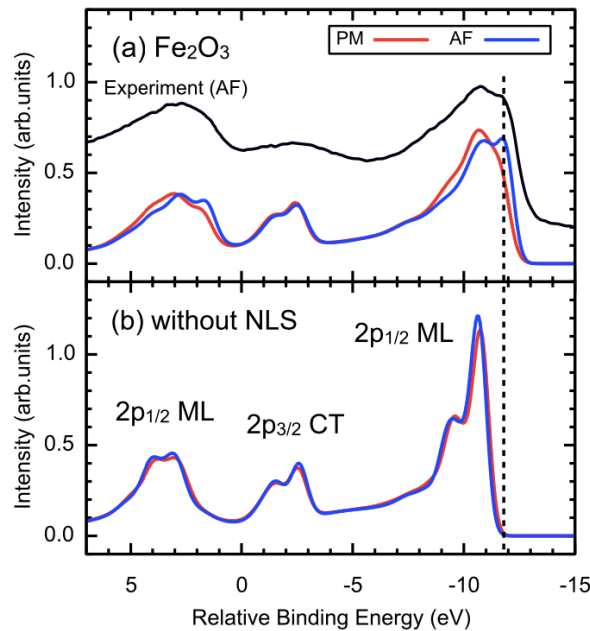 (a) Fe₂O₃
PM AF
Experiment (AF)
Intensity (arb.units)
1.0
0.5
0.0
(b) without NLS
2p₁/₂ ML
2p₁/₂ ML
2p₃/₂ CT
Intensity (arb.units)
1.0
0.5
0.0
5 0 -5 -10 -15
Relative Binding Energy (eV)